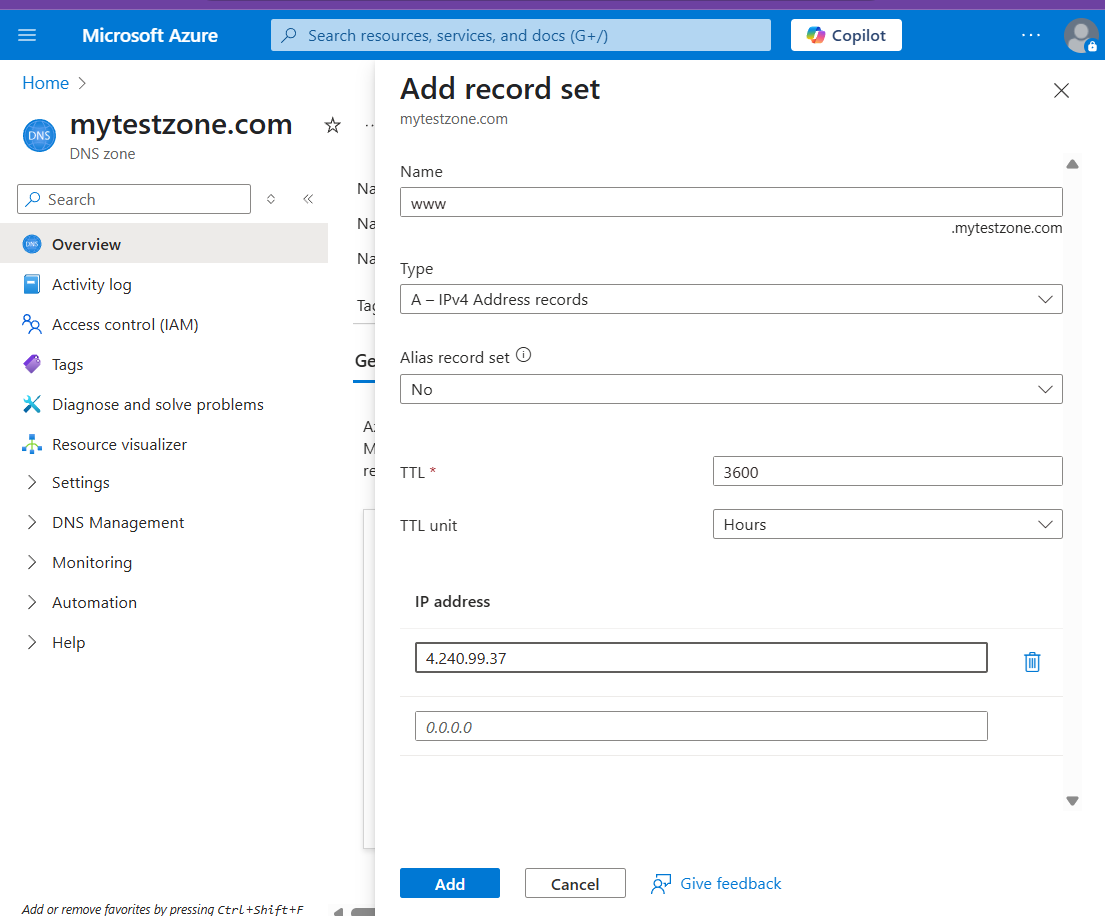 Microsoft Azure
Search resources, services, and docs (G+/)
Copilot
Home
mytestzone.com
DNS
DNS zone
Search
Overview
Activity log
Access control (IAM)
Tags
Diagnose and solve problems
Resource visualizer
Settings
DNS Management
Monitoring
Automation
Help
Add or remove favorites by pressing Ctrl+Shift+F
Na
Na
Na
Tag
Ge
Az
M
re
Add record set
mytestzone.com
Name
www
.mytestzone.com
Type
A – IPv4 Address records
Alias record set
No
TTL *
3600
TTL unit
Hours
IP address
4.240.99.37
0.0.0.0
Add
Cancel
Give feedback